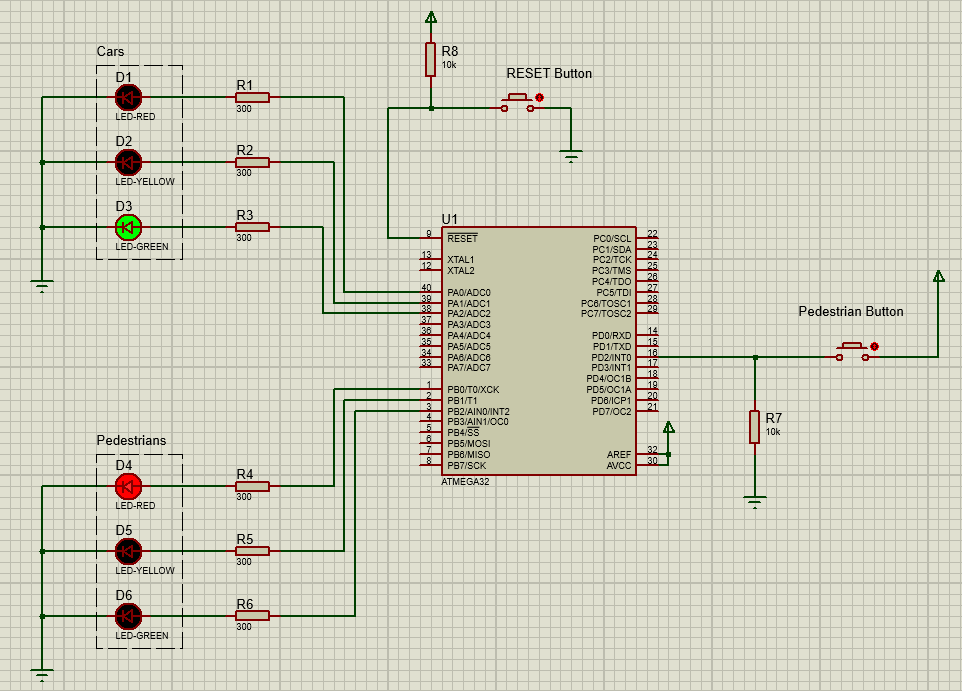 R8
10k
RESET Button
Cars
D1
LED-RED
R1
300
D2
LED-YELLOW
R2
300
D3
LED-GREEN
R3
300
U1
9 RESET PC0/SCL 22
PC1/SDA 23
13 XTAL1 PC2/TCK 24
12 XTAL2 PC3/TMS 25
PC4/TDO 26
40 PA0/ADC0 PC5/TDI 27
39 PA1/ADC1 PC6/TOSC1 28
38 PA2/ADC2 PC7/TOSC2 29
37 PA3/ADC3
36 PA4/ADC4 PD0/RXD 14
35 PA5/ADC5 PD1/TXD 15
34 PA6/ADC6 PD2/INT0 16
33 PA7/ADC7 PD3/INT1 17
PD4/OC1B 18
1 PB0/T0/XCK PD5/OC1A 19
2 PB1/T1 PD6/ICP1 20
3 PB2/AIN0/INT2 PD7/OC2 21
4 PB3/AIN1/OC0
5 PB4/SS
6 PB5/MOSI
7 PB6/MISO AREF 32
8 PB7/SCK AVCC 30
ATMEGA32
Pedestrian Button
R7
10k
Pedestrians
D4
LED-RED
R4
300
D5
LED-YELLOW
R5
300
D6
LED-GREEN
R6
300